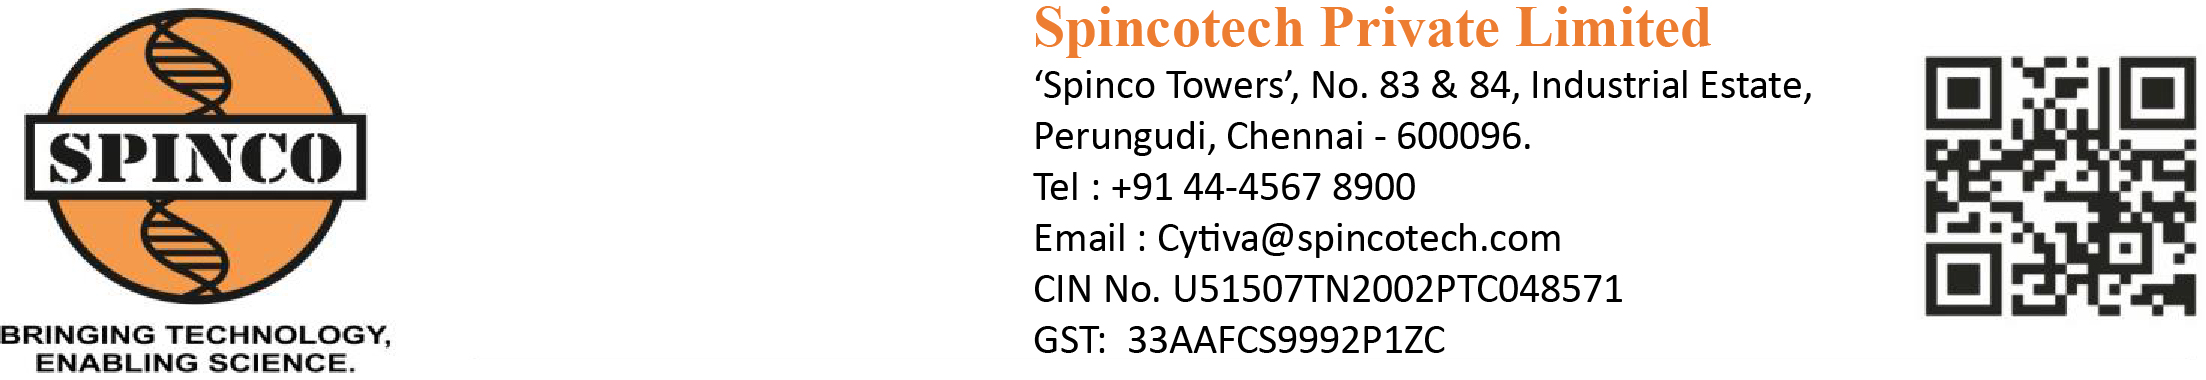 SPINCO
BRINGING TECHNOLOGY,
ENABLING SCIENCE.
Spincotech Private Limited
‘Spinco Towers’, No. 83 & 84, Industrial Estate,
Perungudi, Chennai - 600096.
Tel : +91 44-4567 8900
Email : Cytiva@spincotech.com
CIN No. U51507TN2002PTC048571
GST:  33AAFCS9992P1ZC